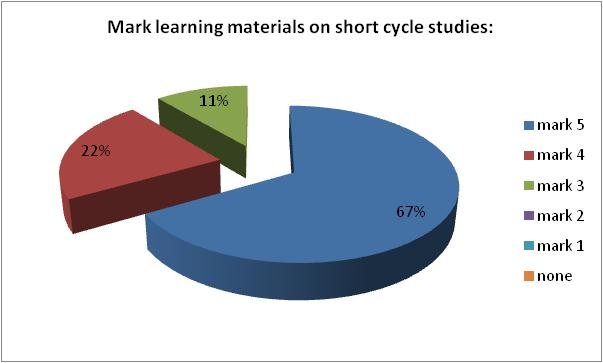 Mark learning materials on short cycle studies:
11%
22%
67%
mark 5
mark 4
mark 3
mark 2
mark 1
none